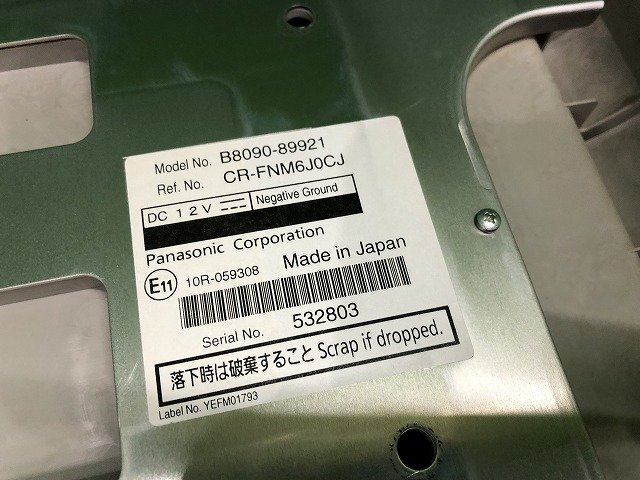 Model No. B8090-89921
Ref. No. CR-FNM6J0CJ
DC 12V Negative Ground
Panasonic Corporation
E11 10R-059308 Made in Japan
Serial No. 532803
落下時は破棄すること Scrap if dropped.
Label No. YEFM01793